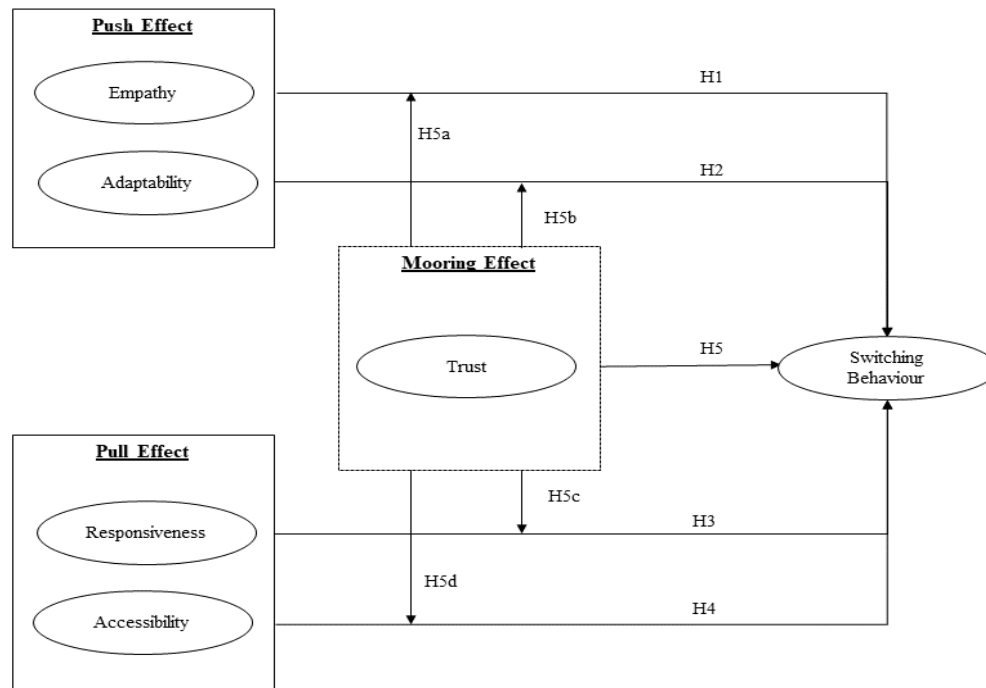 Push Effect
Empathy
H1
H5a
Adaptability
H2
H5b
Mooring Effect
Trust
H5
Switching
Behaviour
Pull Effect
Responsiveness
H5c
H3
H5d
Accessibility
H4